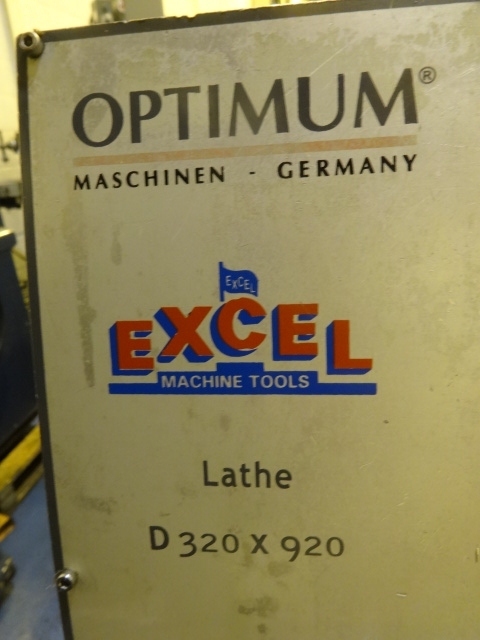 OPTIMUM®
MASCHINEN - GERMANY
EXCEL
EXCEL
MACHINE TOOLS
Lathe
D 320 x 920